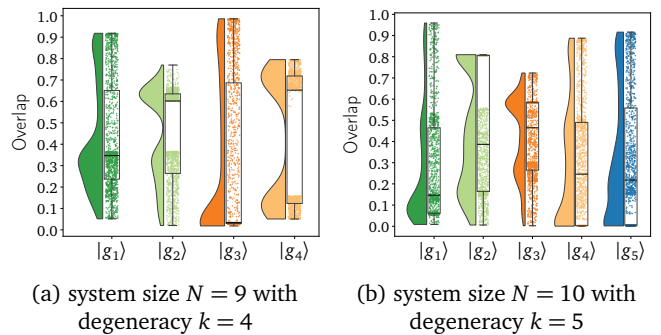 (a)
(b)
1.0
0.9
0.8
0.7
0.6
0.5
0.4
0.3
0.2
0.1
0.0
Overlap
|g₁⟩ |g₂⟩ |g₃⟩ |g₄⟩
1.0
0.9
0.8
0.7
0.6
0.5
0.4
0.3
0.2
0.1
0.0
Overlap
|g₁⟩ |g₂⟩ |g₃⟩ |g₄⟩ |g₅⟩
(a) system size N = 9 with
degeneracy k = 4
(b) system size N = 10 with
degeneracy k = 5